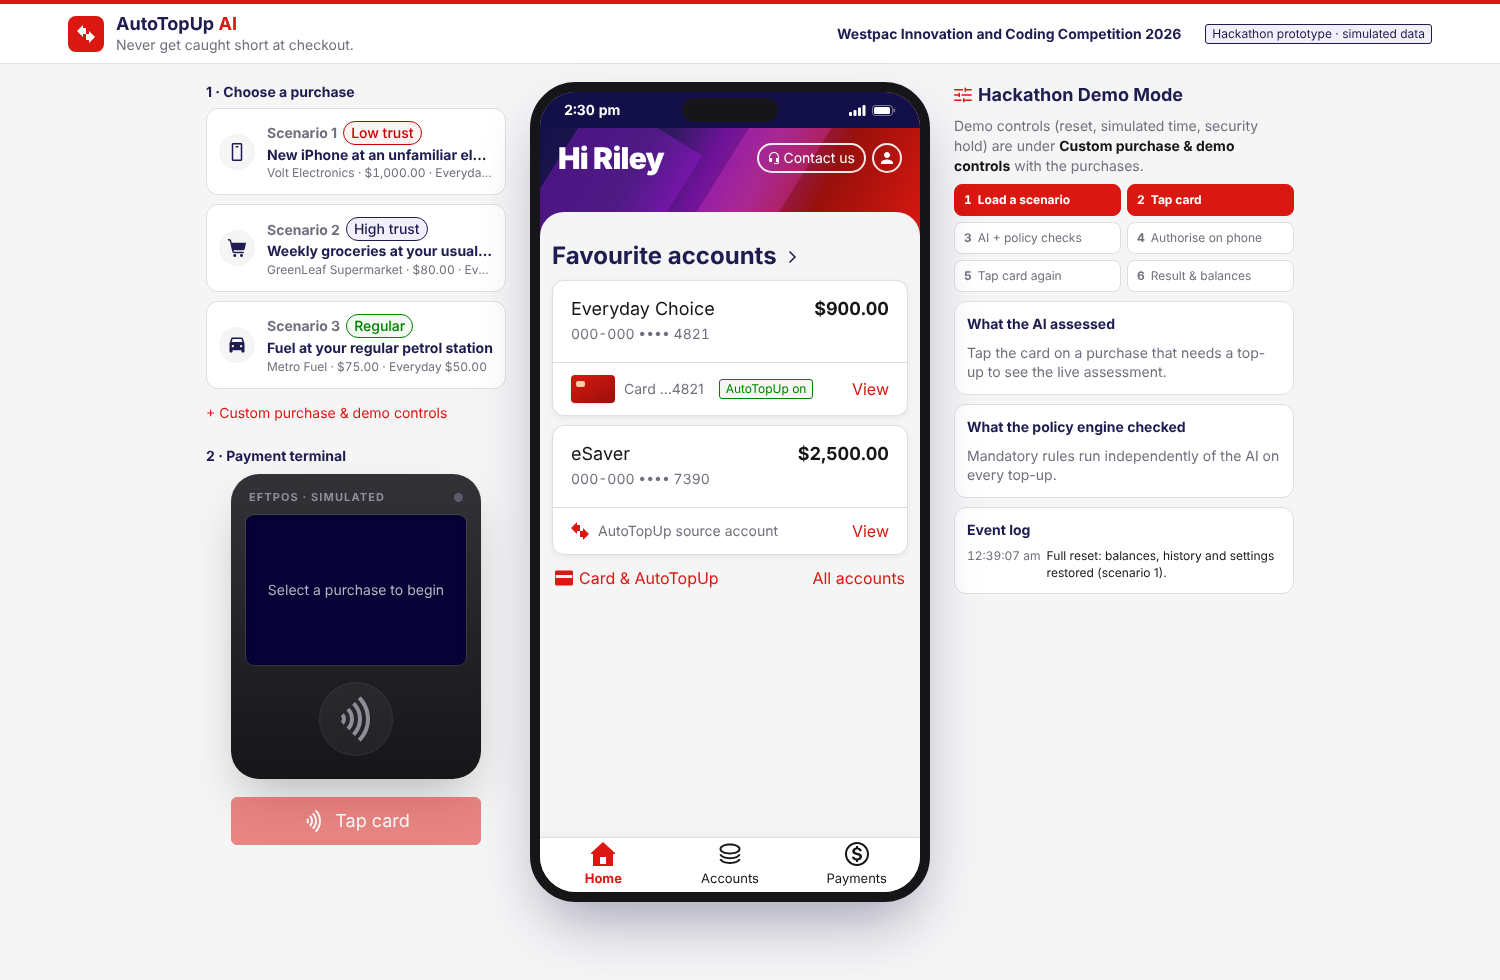 AutoTopUp AI
Never get caught short at checkout.
Westpac Innovation and Coding Competition 2026
Hackathon prototype · simulated data
1 · Choose a purchase
Scenario 1 Low trust
New iPhone at an unfamiliar el...
Volt Electronics · $1,000.00 · Everyda...
Scenario 2 High trust
Weekly groceries at your usual...
GreenLeaf Supermarket · $80.00 · Ev...
Scenario 3 Regular
Fuel at your regular petrol station
Metro Fuel · $75.00 · Everyday $50.00
+ Custom purchase & demo controls
2 · Payment terminal
EFTPOS · SIMULATED
Select a purchase to begin
Tap card
2:30 pm
Hi Riley
Contact us
Favourite accounts
Everyday Choice $900.00
000-000 •••• 4821
Card ...4821 AutoTopUp on View
eSaver $2,500.00
000-000 •••• 7390
AutoTopUp source account View
Card & AutoTopUp All accounts
Home Accounts Payments
Hackathon Demo Mode
Demo controls (reset, simulated time, security
hold) are under Custom purchase & demo
controls with the purchases.
1 Load a scenario
2 Tap card
3 AI + policy checks
4 Authorise on phone
5 Tap card again
6 Result & balances
What the AI assessed
Tap the card on a purchase that needs a top-
up to see the live assessment.
What the policy engine checked
Mandatory rules run independently of the AI on
every top-up.
Event log
12:39:07 am Full reset: balances, history and settings
restored (scenario 1).